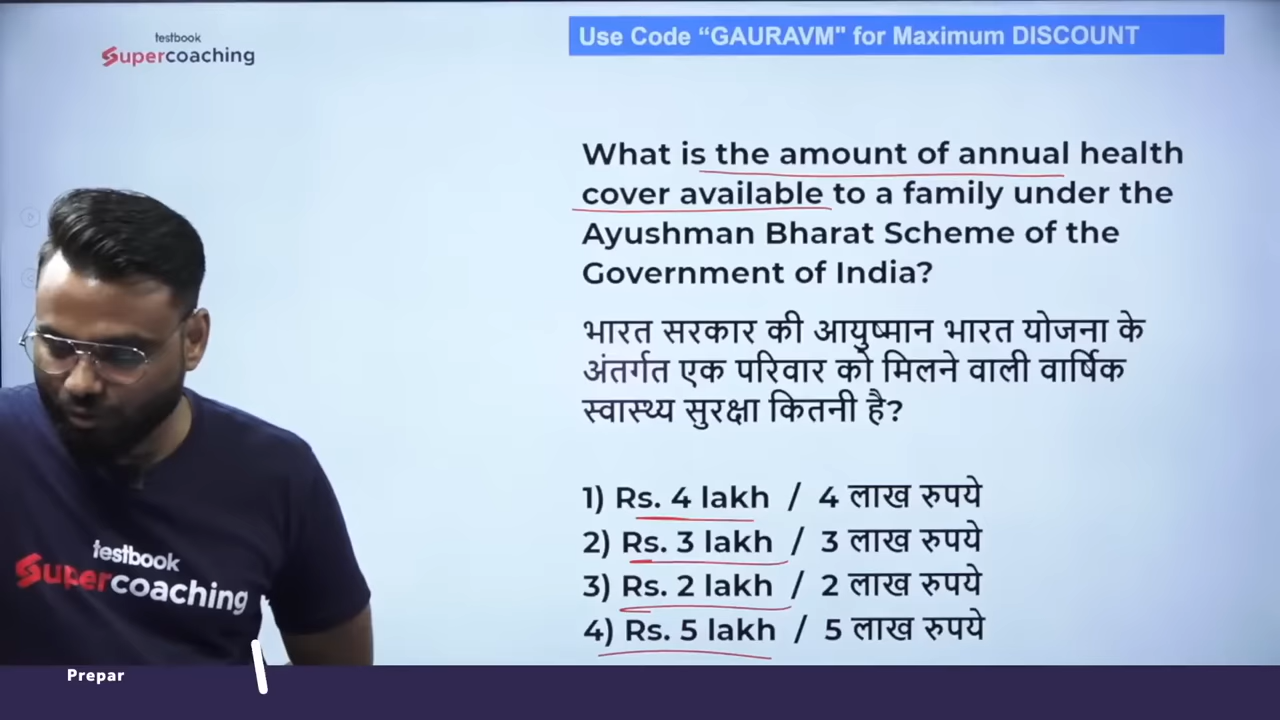 testbook
Supercoaching
Use Code “GAURAVM" for Maximum DISCOUNT
What is the amount of annual health
cover available to a family under the
Ayushman Bharat Scheme of the
Government of India?
भारत सरकार की आयुष्मान भारत योजना के
अंतर्गत एक परिवार को मिलने वाली वार्षिक
स्वास्थ्य सुरक्षा कितनी है?
1) Rs. 4 lakh / 4 लाख रुपये
2) Rs. 3 lakh / 3 लाख रुपये
3) Rs. 2 lakh / 2 लाख रुपये
4) Rs. 5 lakh / 5 लाख रुपये
testbook
Supercoaching
Prepar